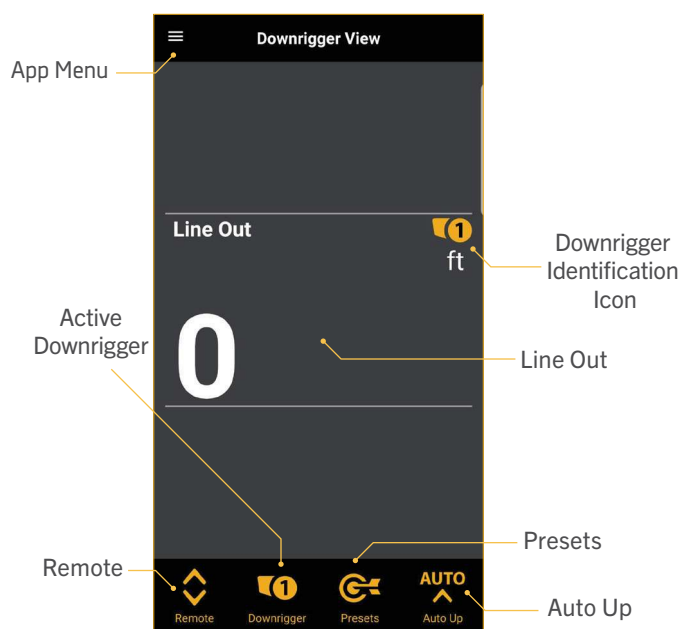 Downrigger View
App Menu
Line Out
1
ft
Downrigger
Identification
Icon
Active
Downrigger
0
Line Out
Presets
Remote
AUTO
1
Remote
Downrigger
Presets
Auto Up
Auto Up